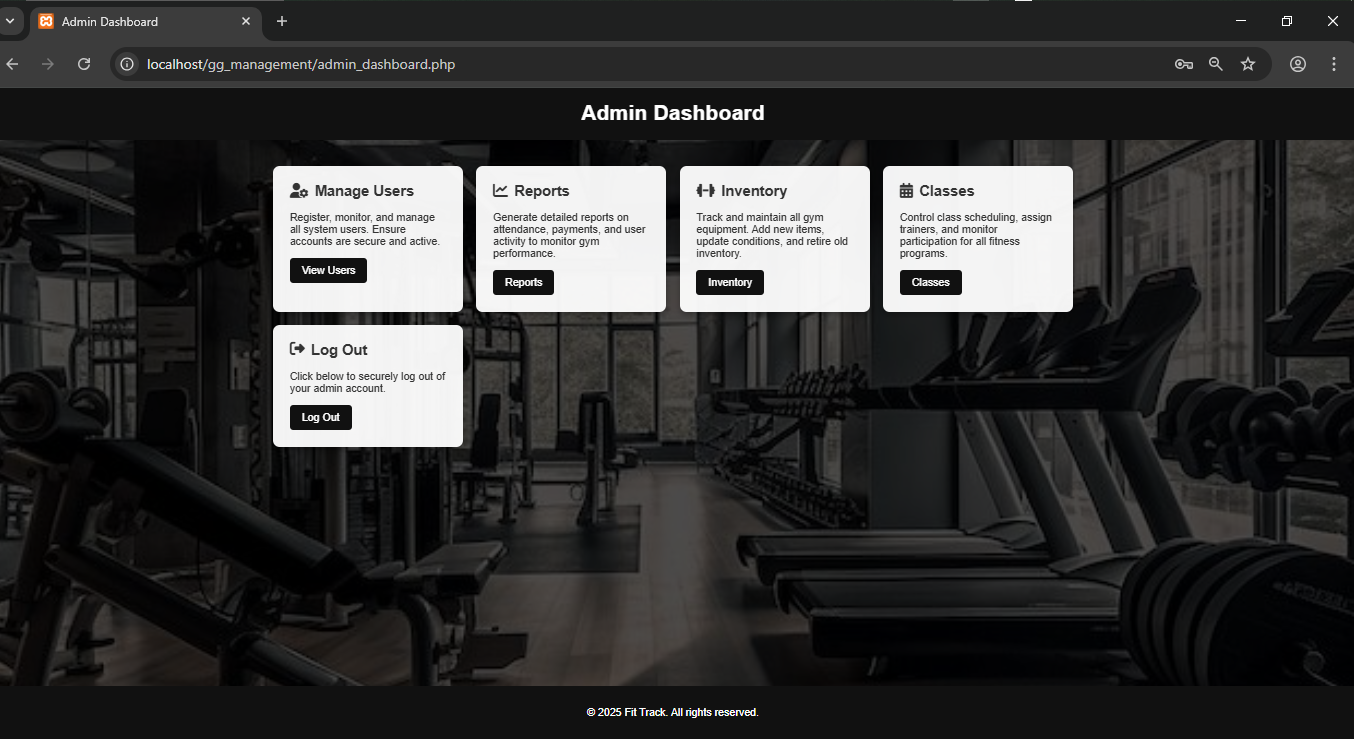 Admin Dashboard
localhost/gg_management/admin_dashboard.php
Admin Dashboard
Manage Users
Register, monitor, and manage
all system users. Ensure
accounts are secure and active.
View Users
Reports
Generate detailed reports on
attendance, payments, and user
activity to monitor gym
performance.
Reports
Inventory
Track and maintain all gym
equipment. Add new items,
update conditions, and retire old
inventory.
Inventory
Classes
Control class scheduling, assign
trainers, and monitor
participation for all fitness
programs.
Classes
Log Out
Click below to securely log out of
your admin account.
Log Out
© 2025 Fit Track. All rights reserved.